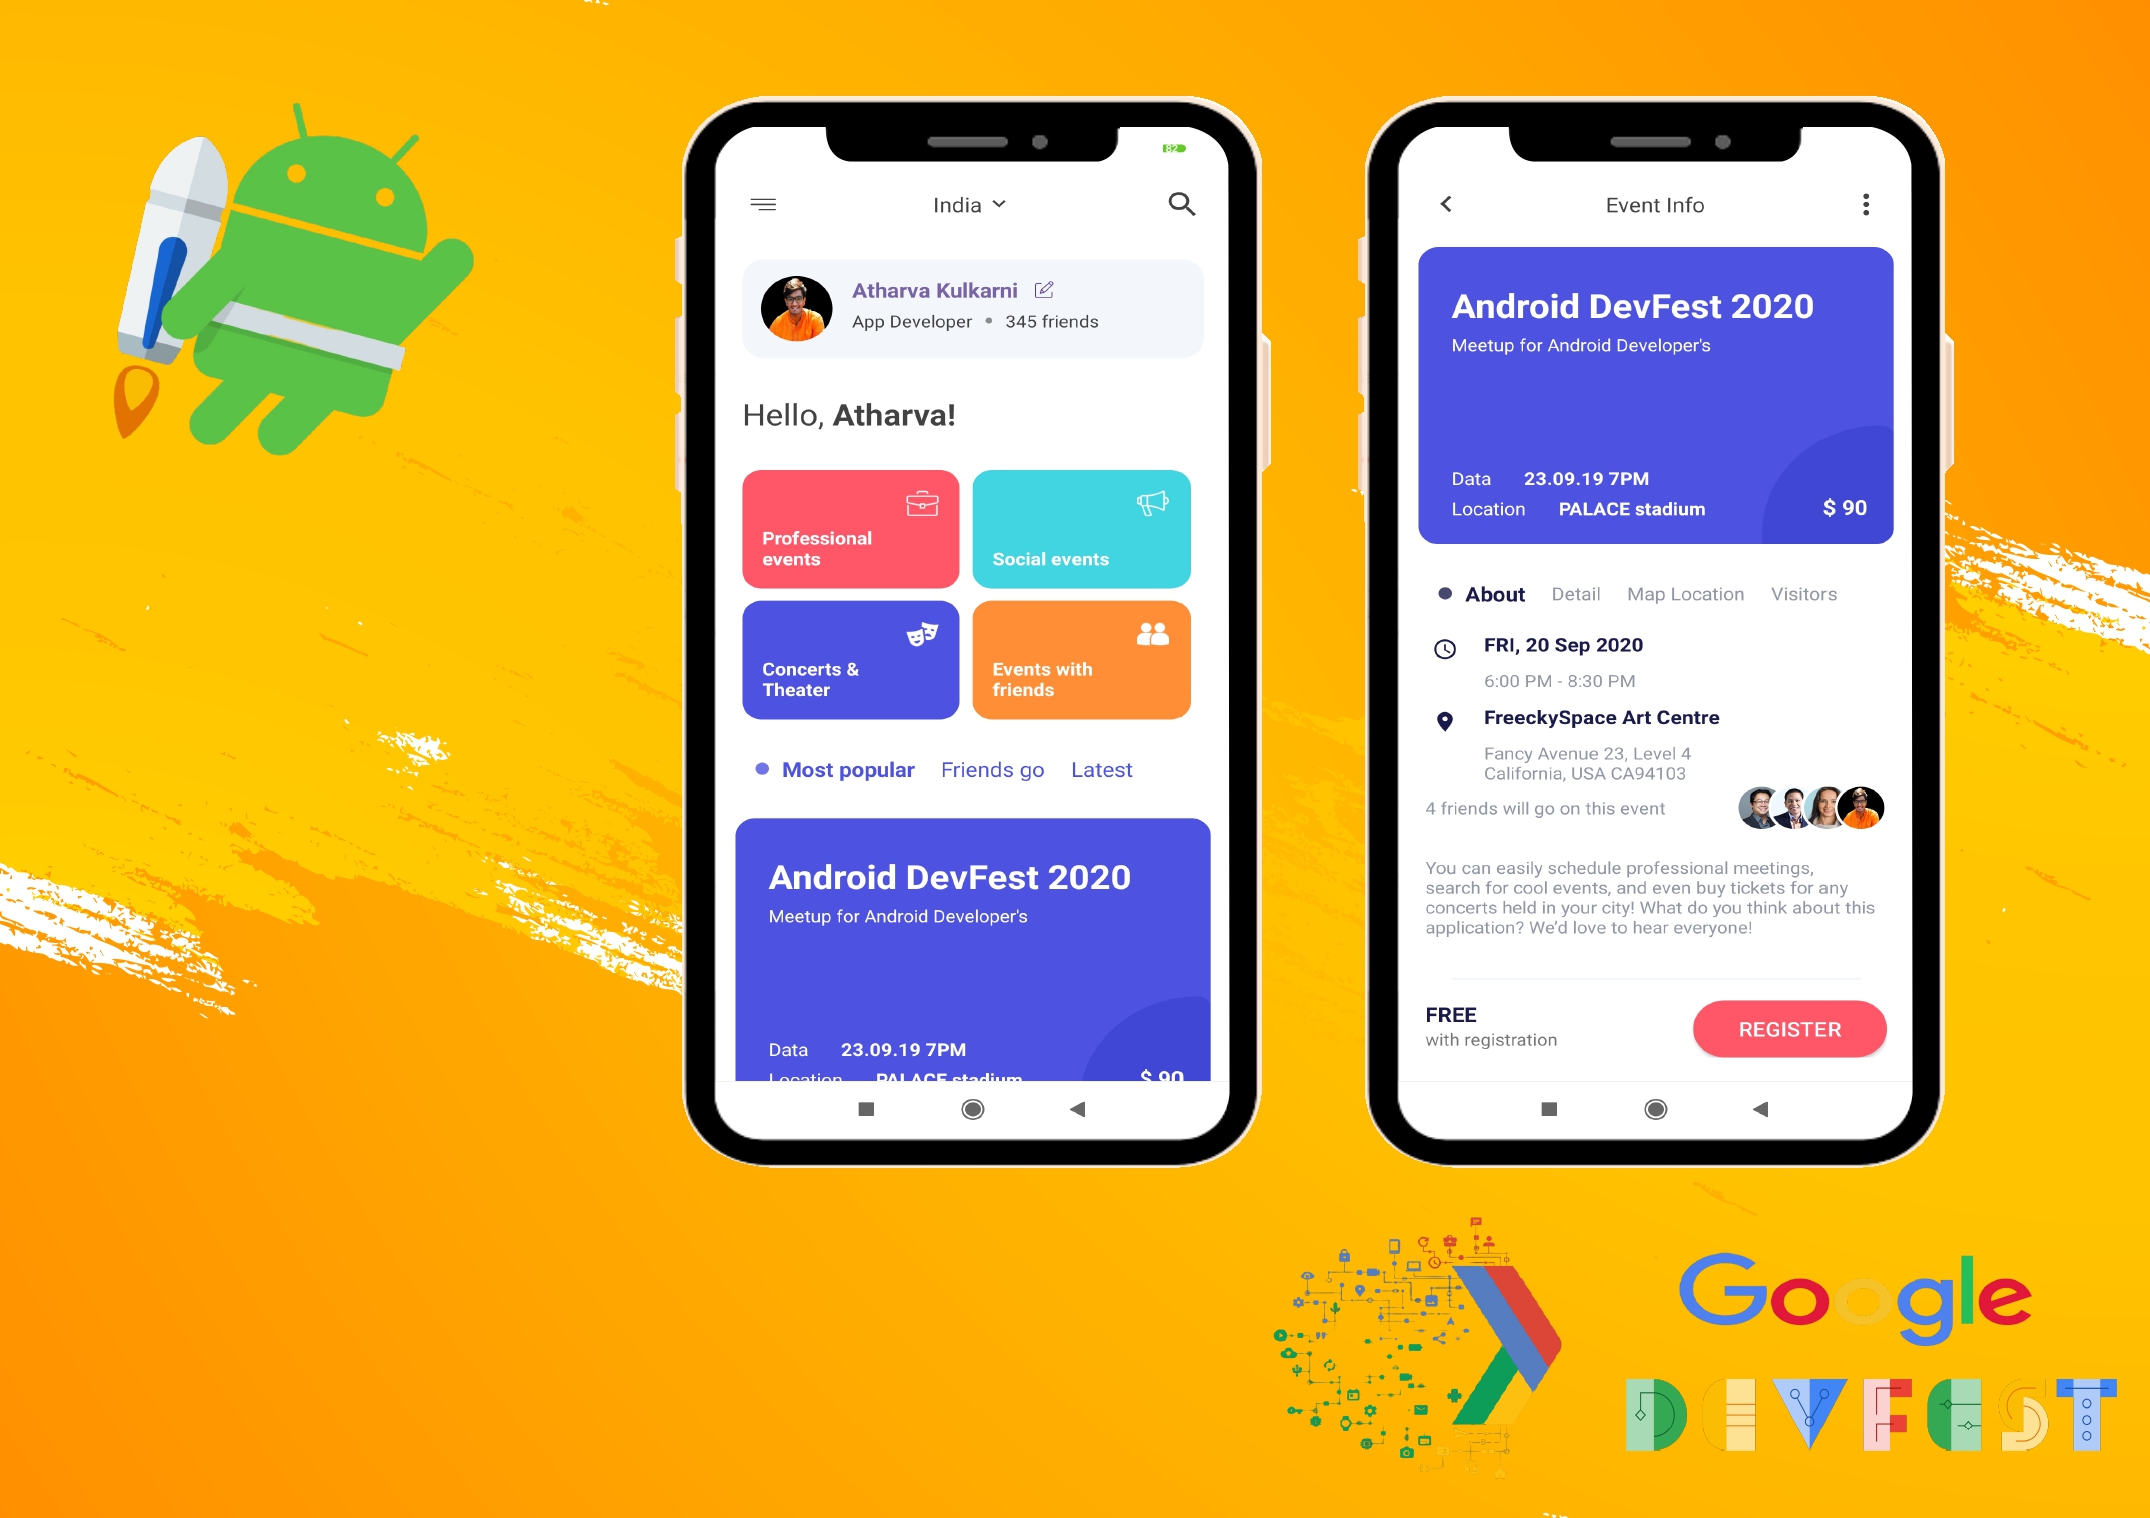 82
India
Atharva Kulkarni
App Developer • 345 friends
Hello, Atharva!
Professional
events
Social events
Concerts &
Theater
Events with
friends
Most popular Friends go Latest
Android DevFest 2020
Meetup for Android Developer's
Data 23.09.19 7PM
Location PALACE stadium $ 90
Event Info
Android DevFest 2020
Meetup for Android Developer's
Data 23.09.19 7PM
Location PALACE stadium $ 90
About Detail Map Location Visitors
FRI, 20 Sep 2020
6:00 PM - 8:30 PM
FreeckySpace Art Centre
Fancy Avenue 23, Level 4
California, USA CA94103
4 friends will go on this event
You can easily schedule professional meetings,
search for cool events, and even buy tickets for any
concerts held in your city! What do you think about this
application? We'd love to hear everyone!
FREE
with registration
REGISTER
Google
DEVFEST